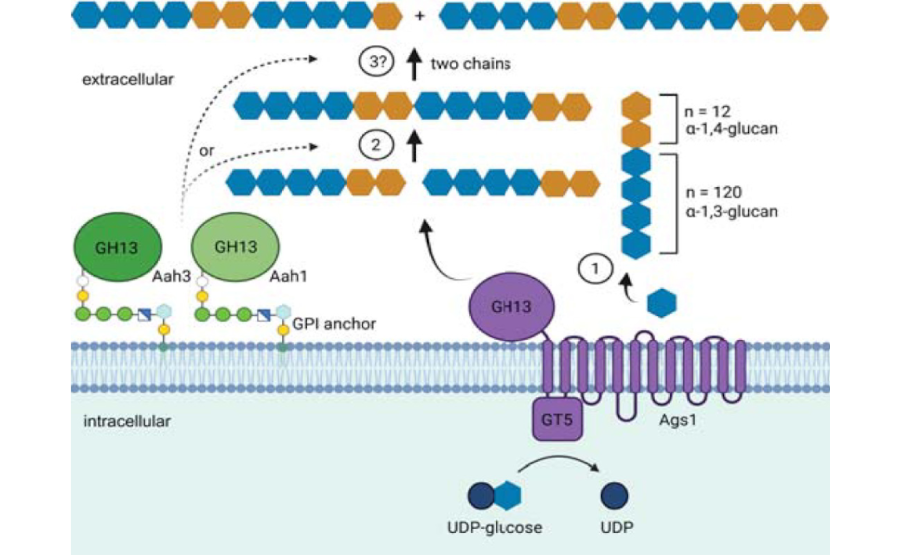 +
3?
two chains
extracellular
n = 12
α-1,4-glucan
or
2
n = 120
α-1,3-glucan
GH13
GH13
Aah3
Aah1
1
GH13
GPI anchor
intracellular
GT5
Ags1
UDP-glucose
UDP